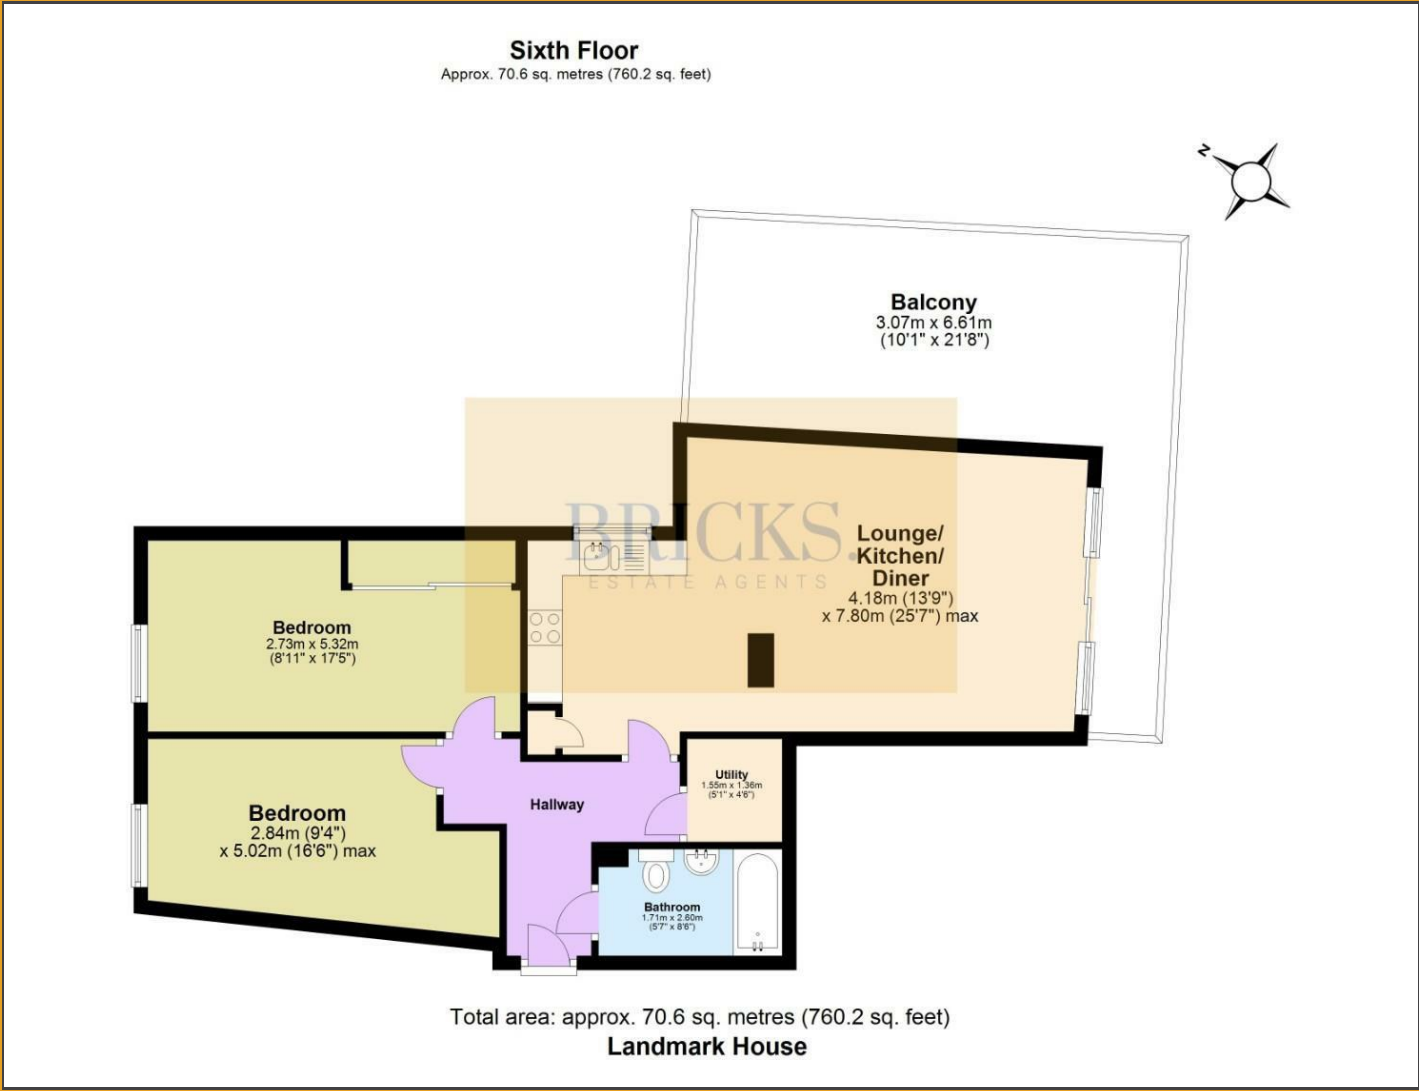 Sixth Floor
Approx. 70.6 sq. metres (760.2 sq. feet)
N
Balcony
3.07m x 6.61m
(10'1" x 21'8")
BRICKS.
ESTATE AGENTS
Lounge/
Kitchen/
Diner
4.18m (13'9")
x 7.80m (25'7") max
Bedroom
2.73m x 5.32m
(8'11" x 17'5")
Utility
1.55m x 1.36m
(5'1" x 4'6")
Hallway
Bedroom
2.84m (9'4")
x 5.02m (16'6") max
Bathroom
1.71m x 2.60m
(5'7" x 8'6")
Total area: approx. 70.6 sq. metres (760.2 sq. feet)
Landmark House